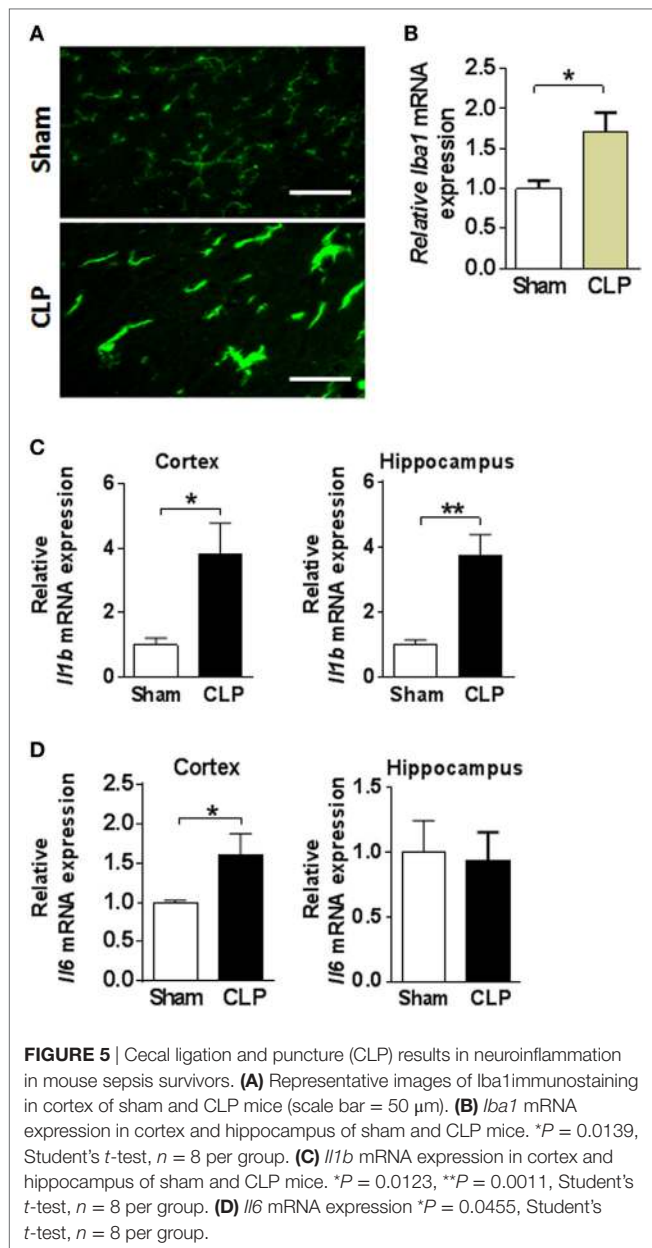 A
Sham
CLP
B
Relative Iba1 mRNA
expression
2.5
2.0
1.5
1.0
0.5
0.0
*
Sham CLP
C
Cortex
Relative
Il1b mRNA expression
6
4
2
0
*
Sham CLP
Hippocampus
Relative
Il1b mRNA expression
6
4
2
0
**
Sham CLP
D
Cortex
Relative
Il6 mRNA expression
2.5
2.0
1.5
1.0
0.5
0.0
*
Sham CLP
Hippocampus
Relative
Il6 mRNA expression
1.5
1.0
0.5
0.0
Sham CLP
FIGURE 5 | Cecal ligation and puncture (CLP) results in neuroinflammation
in mouse sepsis survivors. (A) Representative images of Iba1immunostaining
in cortex of sham and CLP mice (scale bar = 50 μm). (B) Iba1 mRNA
expression in cortex and hippocampus of sham and CLP mice. *P = 0.0139,
Student's t-test, n = 8 per group. (C) Il1b mRNA expression in cortex and
hippocampus of sham and CLP mice. *P = 0.0123, **P = 0.0011, Student's
t-test, n = 8 per group. (D) Il6 mRNA expression *P = 0.0455, Student's
t-test, n = 8 per group.